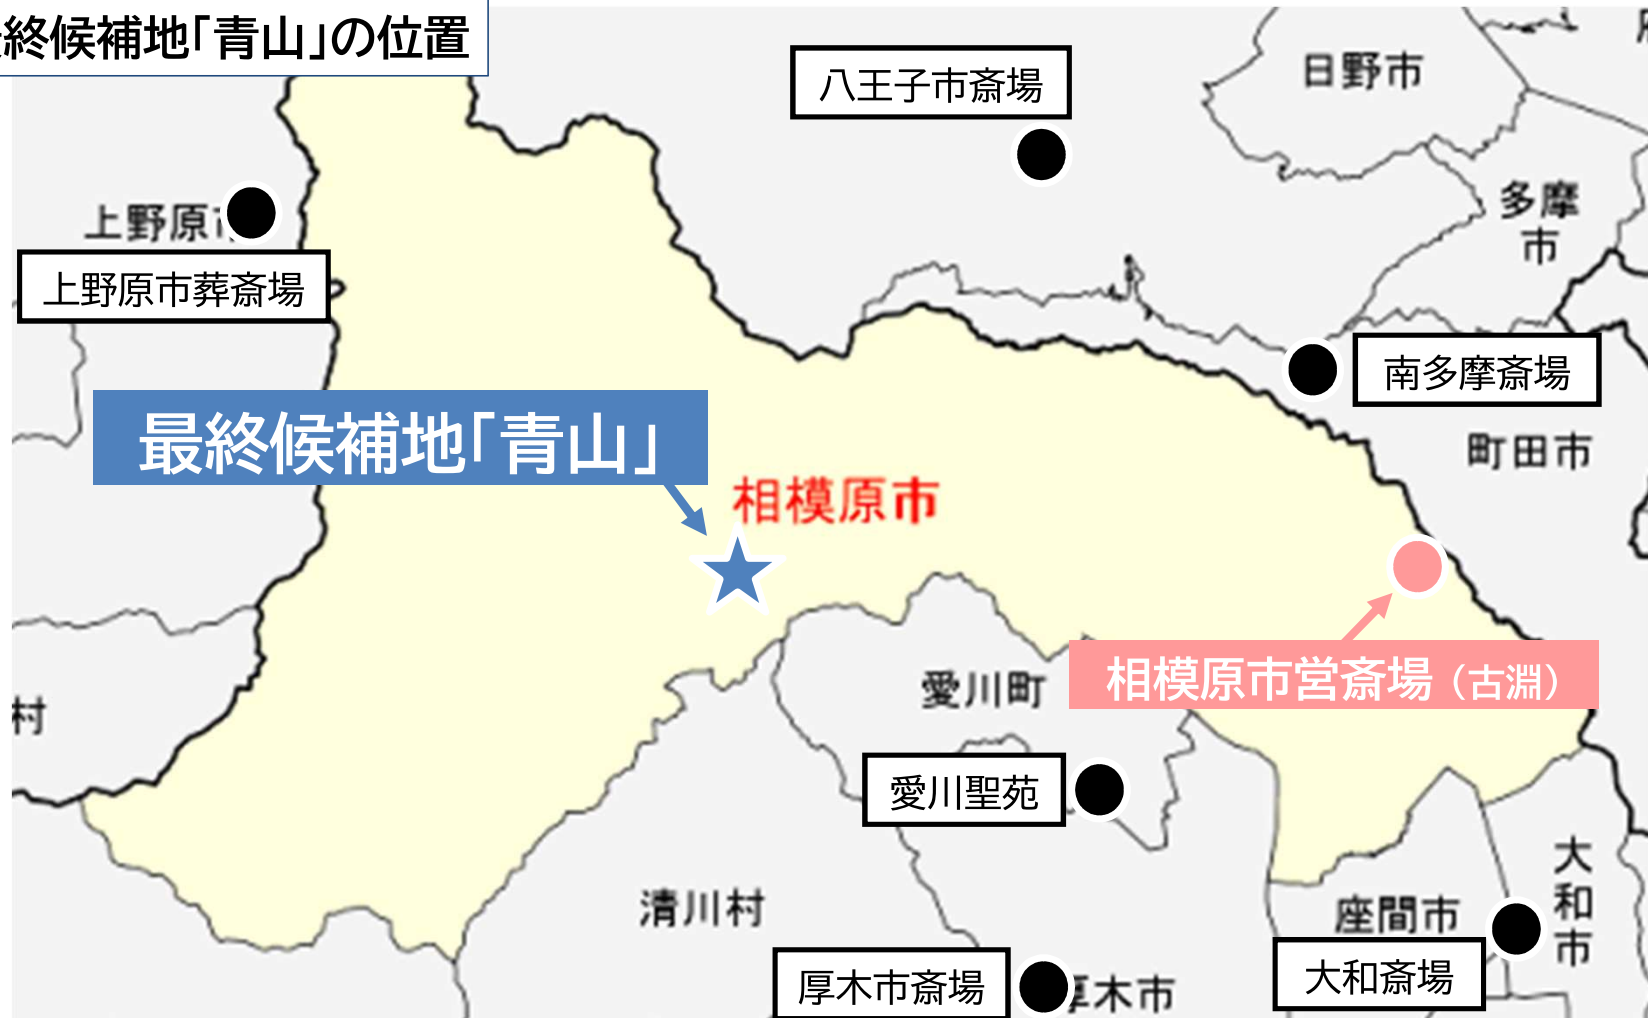 終候補地「青山」の位置
八王子市斎場
日野市
多摩
市
上野原
上野原市葬斎場
南多摩斎場
町田市
最終候補地「青山」
相模原市
相模原市営斎場（古淵）
愛川町
村
愛川聖苑
清川村
座間市
大和市
厚木市斎場
厚木市
大和斎場